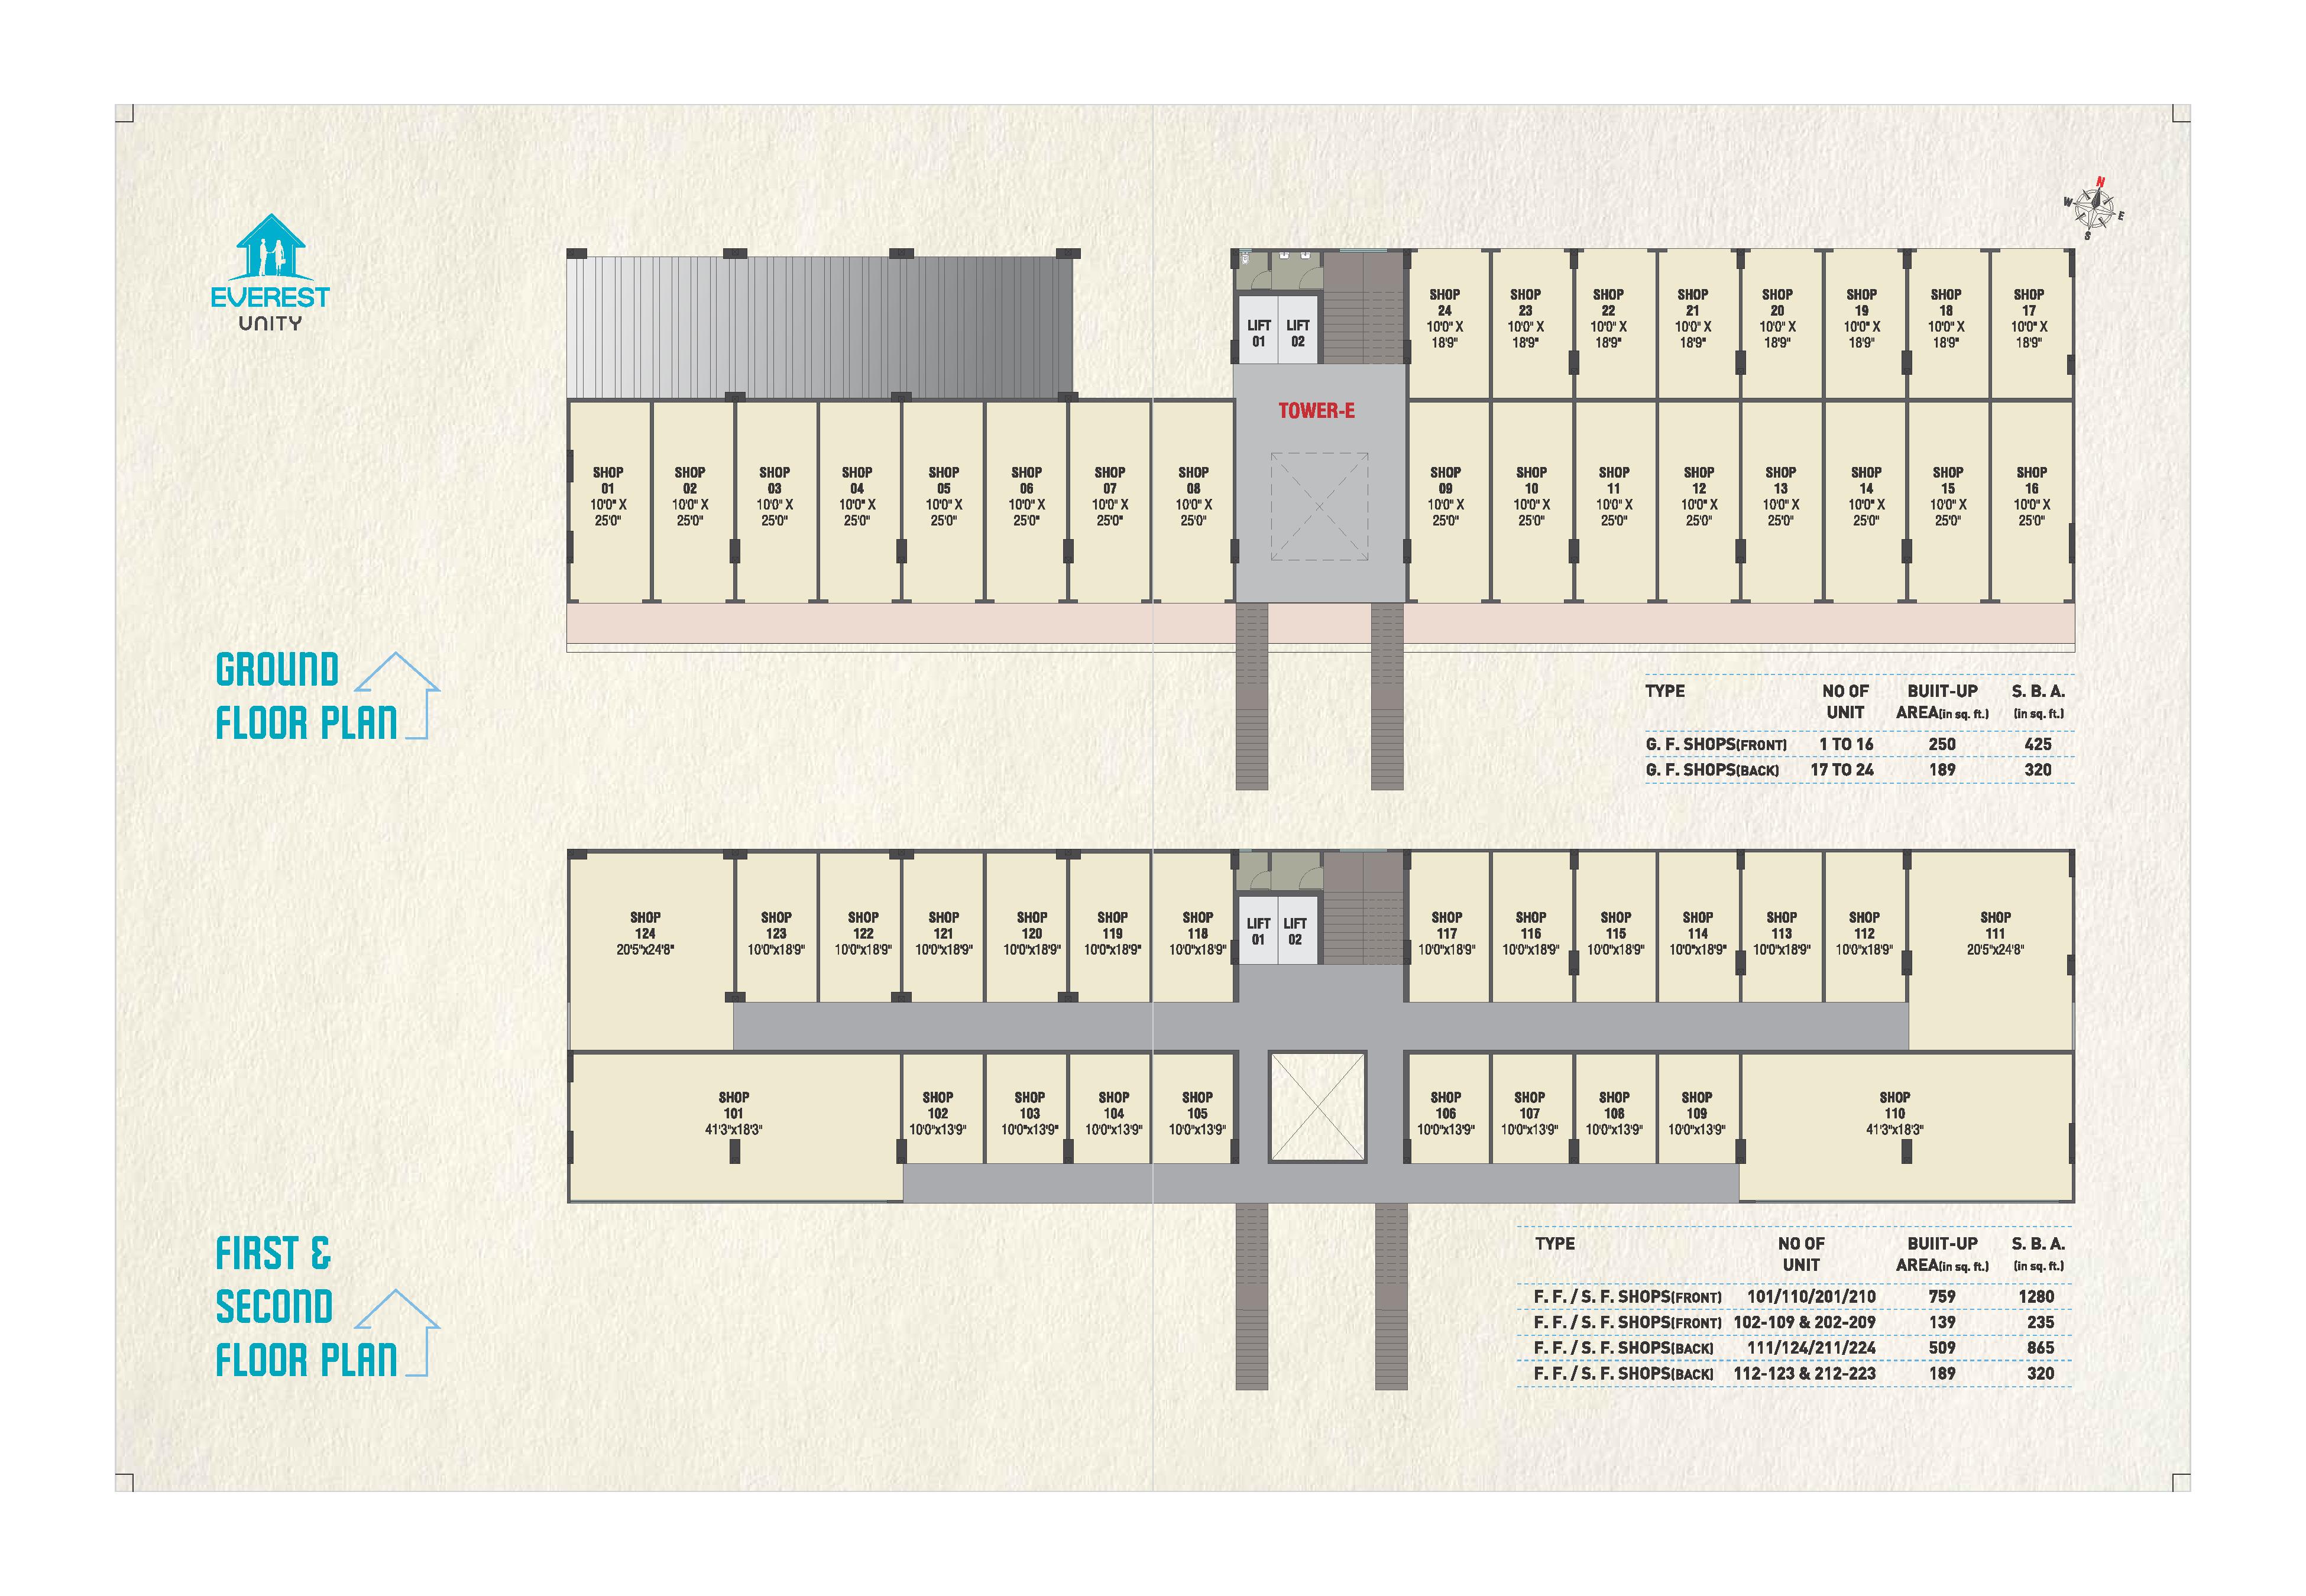 N
W
E
S
EVEREST
UNITY
LIFT
01
LIFT
02
SHOP
24
10'0" X
18'9"
SHOP
23
10'0" X
18'9"
SHOP
22
10'0" X
18'9"
SHOP
21
10'0" X
18'9"
SHOP
20
10'0" X
18'9"
SHOP
19
10'0" X
18'9"
SHOP
18
10'0" X
18'9"
SHOP
17
10'0" X
18'9"
TOWER-E
SHOP
01
10'0" X
25'0"
SHOP
02
10'0" X
25'0"
SHOP
03
10'0" X
25'0"
SHOP
04
10'0" X
25'0"
SHOP
05
10'0" X
25'0"
SHOP
06
10'0" X
25'0"
SHOP
07
10'0" X
25'0"
SHOP
08
10'0" X
25'0"
SHOP
09
10'0" X
25'0"
SHOP
10
10'0" X
25'0"
SHOP
11
10'0" X
25'0"
SHOP
12
10'0" X
25'0"
SHOP
13
10'0" X
25'0"
SHOP
14
10'0" X
25'0"
SHOP
15
10'0" X
25'0"
SHOP
16
10'0" X
25'0"
GROUND
FLOOR PLAN
TYPE NO OF UNIT BUIIT-UP AREA(in sq. ft.) S. B. A. (in sq. ft.)
G. F. SHOPS(FRONT) 1 TO 16 250 425
G. F. SHOPS(BACK) 17 TO 24 189 320
SHOP
124
20'5"x24'8"
SHOP
123
10'0"x18'9"
SHOP
122
10'0"x18'9"
SHOP
121
10'0"x18'9"
SHOP
120
10'0"x18'9"
SHOP
119
10'0"x18'9"
SHOP
118
10'0"x18'9"
LIFT
01
LIFT
02
SHOP
117
10'0"x18'9"
SHOP
116
10'0"x18'9"
SHOP
115
10'0"x18'9"
SHOP
114
10'0"x18'9"
SHOP
113
10'0"x18'9"
SHOP
112
10'0"x18'9"
SHOP
111
20'5"x24'8"
SHOP
101
41'3"x18'3"
SHOP
102
10'0"x13'9"
SHOP
103
10'0"x13'9"
SHOP
104
10'0"x13'9"
SHOP
105
10'0"x13'9"
SHOP
106
10'0"x13'9"
SHOP
107
10'0"x13'9"
SHOP
108
10'0"x13'9"
SHOP
109
10'0"x13'9"
SHOP
110
41'3"x18'3"
FIRST &
SECOND
FLOOR PLAN
TYPE NO OF UNIT BUIIT-UP AREA(in sq. ft.) S. B. A. (in sq. ft.)
F. F. / S. F. SHOPS(FRONT) 101/110/201/210 759 1280
F. F. / S. F. SHOPS(FRONT) 102-109 & 202-209 139 235
F. F. / S. F. SHOPS(BACK) 111/124/211/224 509 865
F. F. / S. F. SHOPS(BACK) 112-123 & 212-223 189 320